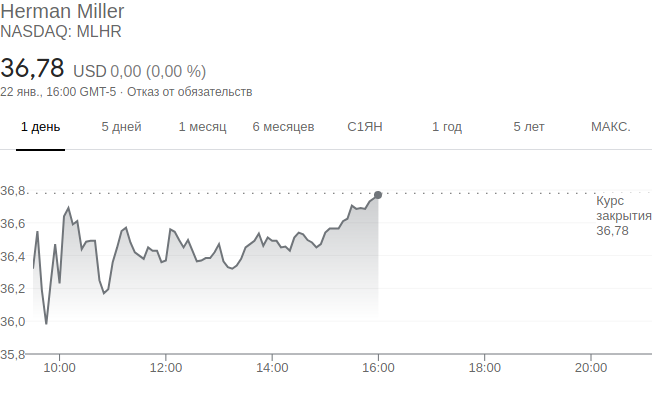 Herman Miller
NASDAQ: MLHR
36,78 USD 0,00 (0,00 %)
22 янв., 16:00 GMT-5 · Отказ от обязательств
1 день 5 дней 1 месяц 6 месяцев С1ЯН 1 год 5 лет МАКС.
36,8
Курс
закрытия
36,78
36,6
36,4
36,2
36,0
35,8
10:00 12:00 14:00 16:00 18:00 20:00